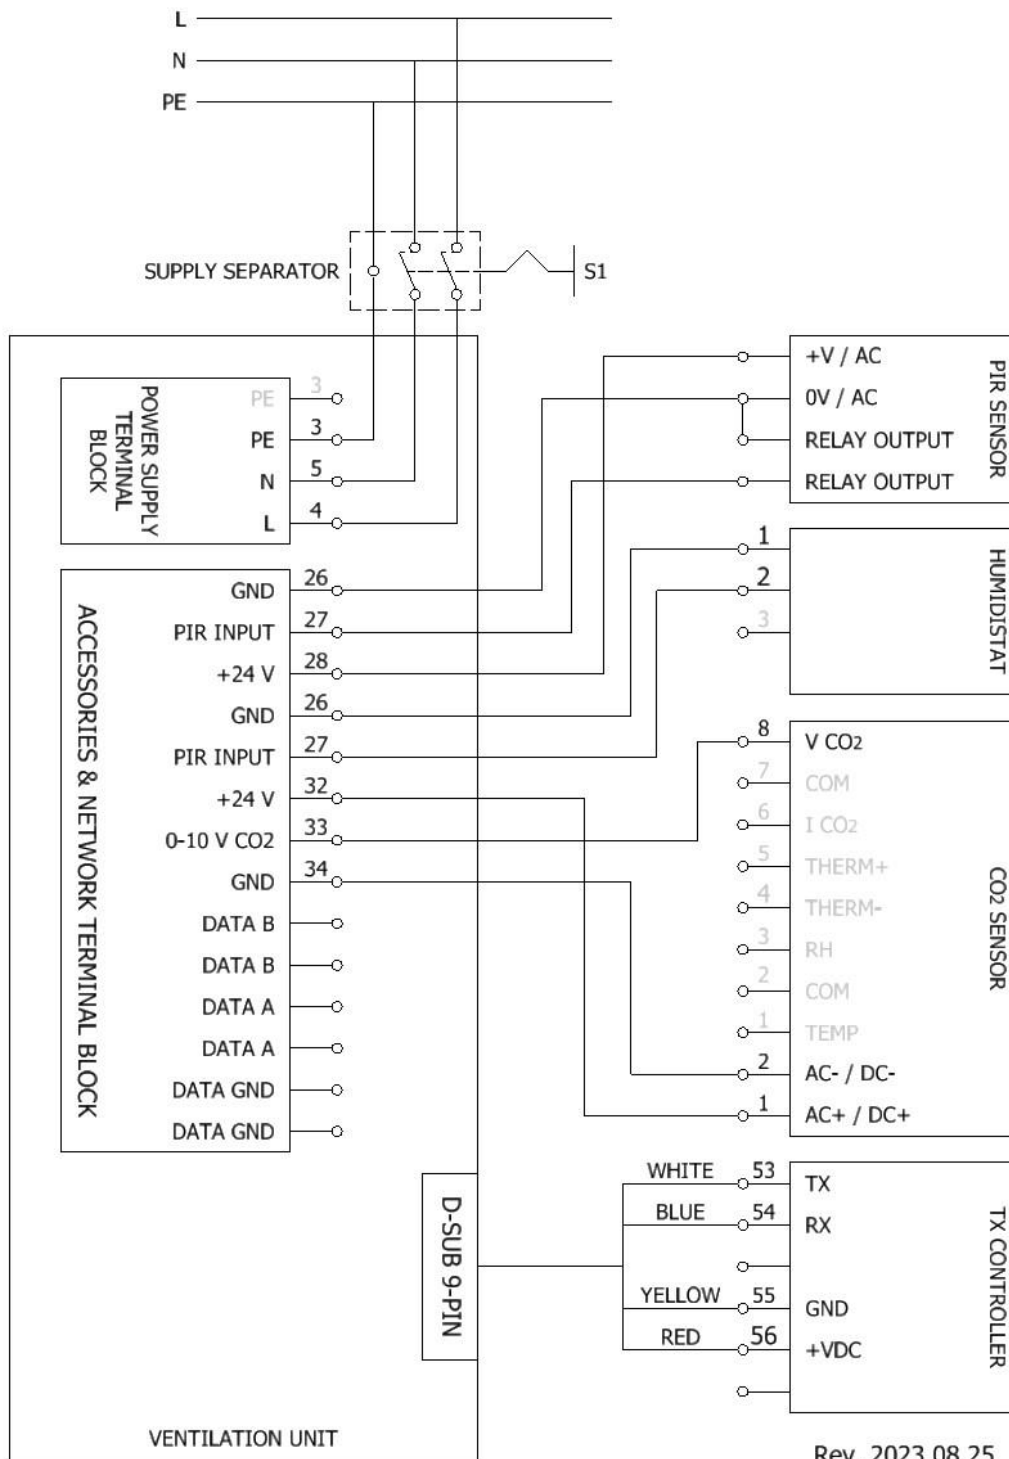 L
N
PE
SUPPLY SEPARATOR
S1
POWER SUPPLY
TERMINAL
BLOCK
PE 3
PE 3
N 5
L 4
ACCESSORIES & NETWORK TERMINAL BLOCK
GND 26
PIR INPUT 27
+24 V 28
GND 26
PIR INPUT 27
+24 V 32
0-10 V CO2 33
GND 34
DATA B
DATA B
DATA A
DATA A
DATA GND
DATA GND
D-SUB 9-PIN
VENTILATION UNIT
+V / AC
0V / AC
RELAY OUTPUT
RELAY OUTPUT
PIR SENSOR
1
2
3
HUMIDISTAT
8 V CO2
7 COM
6 I CO2
5 THERM+
4 THERM-
3 RH
2 COM
1 TEMP
2 AC- / DC-
1 AC+ / DC+
CO2 SENSOR
WHITE 53 TX
BLUE 54 RX
YELLOW 55 GND
RED 56 +VDC
TX CONTROLLER
Rev. 2023.08.25